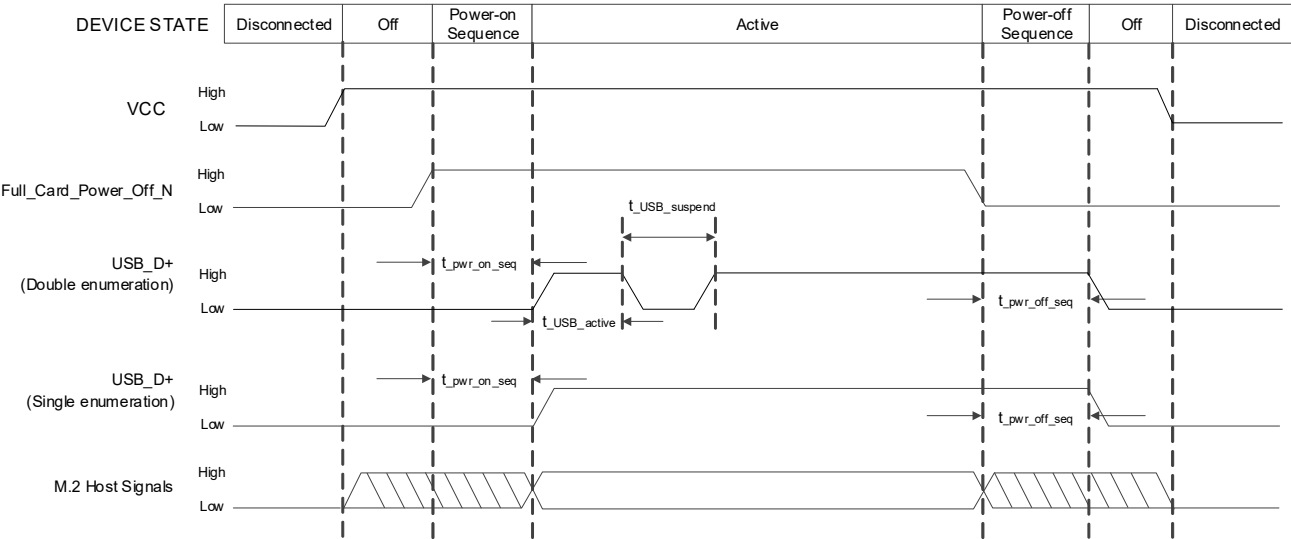 DEVICE STATE
Disconnected
Off
Power-on
Sequence
Active
Power-off
Sequence
Off
Disconnected
VCC
High
Low
Full_Card_Power_Off_N
High
Low
t_USB_suspend
USB_D+
(Double enumeration)
High
Low
t_pwr_on_seq
t_USB_active
t_pwr_off_seq
USB_D+
(Single enumeration)
High
Low
t_pwr_on_seq
t_pwr_off_seq
M.2 Host Signals
High
Low